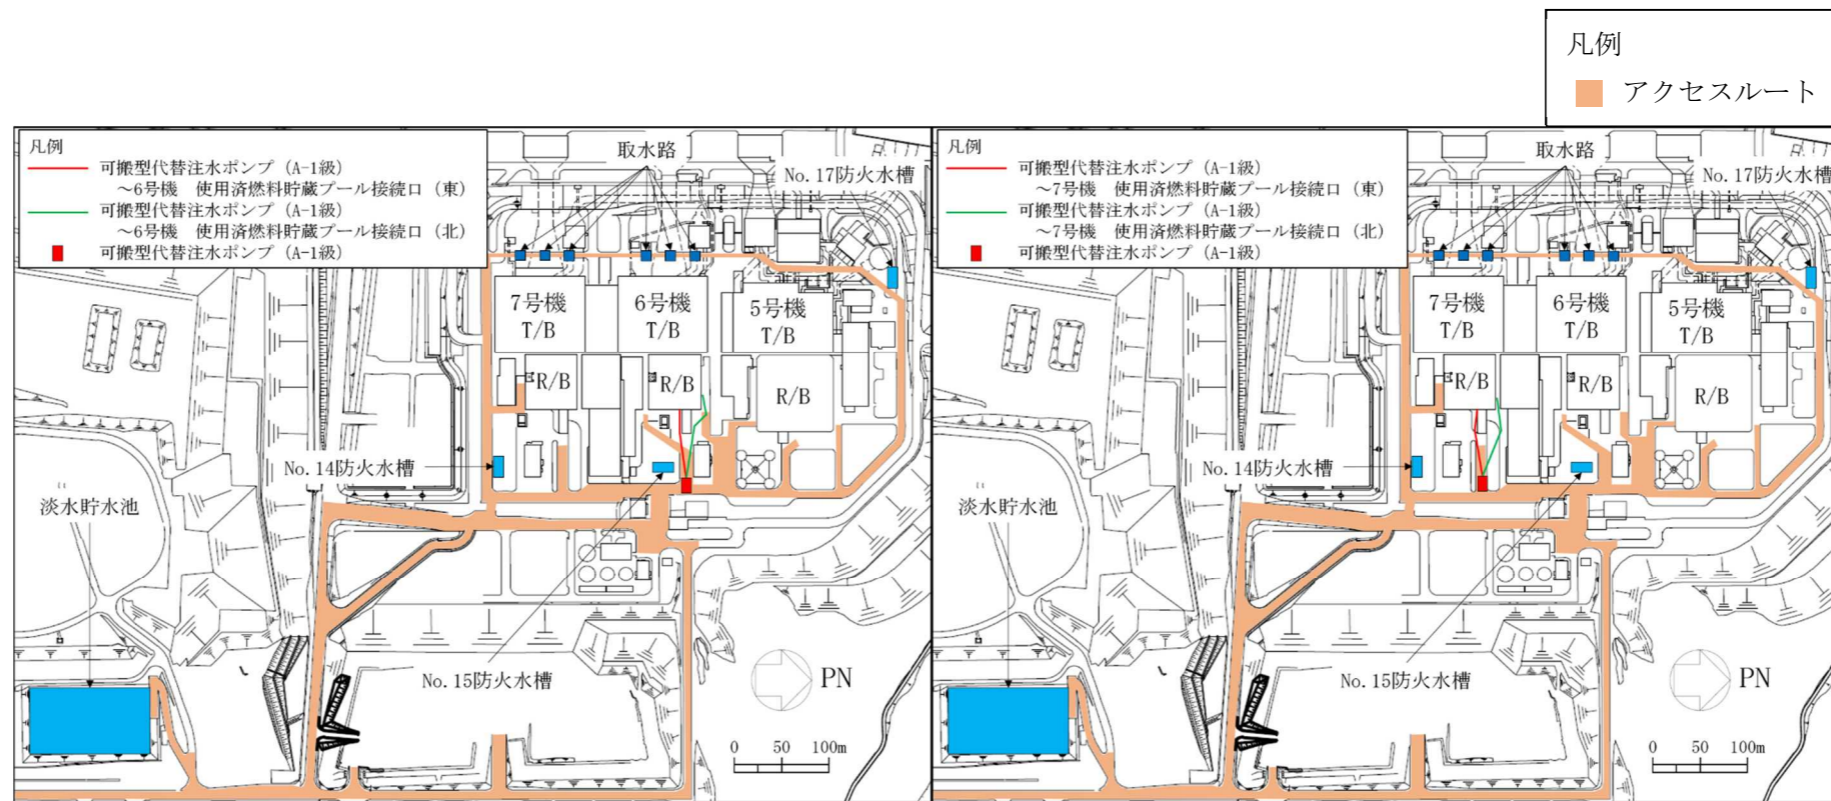 凡例
アクセスルート
凡例
可搬型代替注水ポンプ（A-1級）
～6号機　使用済燃料貯蔵プール接続口（東）
可搬型代替注水ポンプ（A-1級）
～6号機　使用済燃料貯蔵プール接続口（北）
可搬型代替注水ポンプ（A-1級）
取水路
No.17防火水槽
7号機
T/B
6号機
T/B
5号機
T/B
R/B
R/B
R/B
No.14防火水槽
淡水貯水池
No.15防火水槽
PN
0 50 100m
凡例
可搬型代替注水ポンプ（A-1級）
～7号機　使用済燃料貯蔵プール接続口（東）
可搬型代替注水ポンプ（A-1級）
～7号機　使用済燃料貯蔵プール接続口（北）
可搬型代替注水ポンプ（A-1級）
取水路
No.17防火水槽
7号機
T/B
6号機
T/B
5号機
T/B
R/B
R/B
R/B
No.14防火水槽
淡水貯水池
No.15防火水槽
PN
0 50 100m